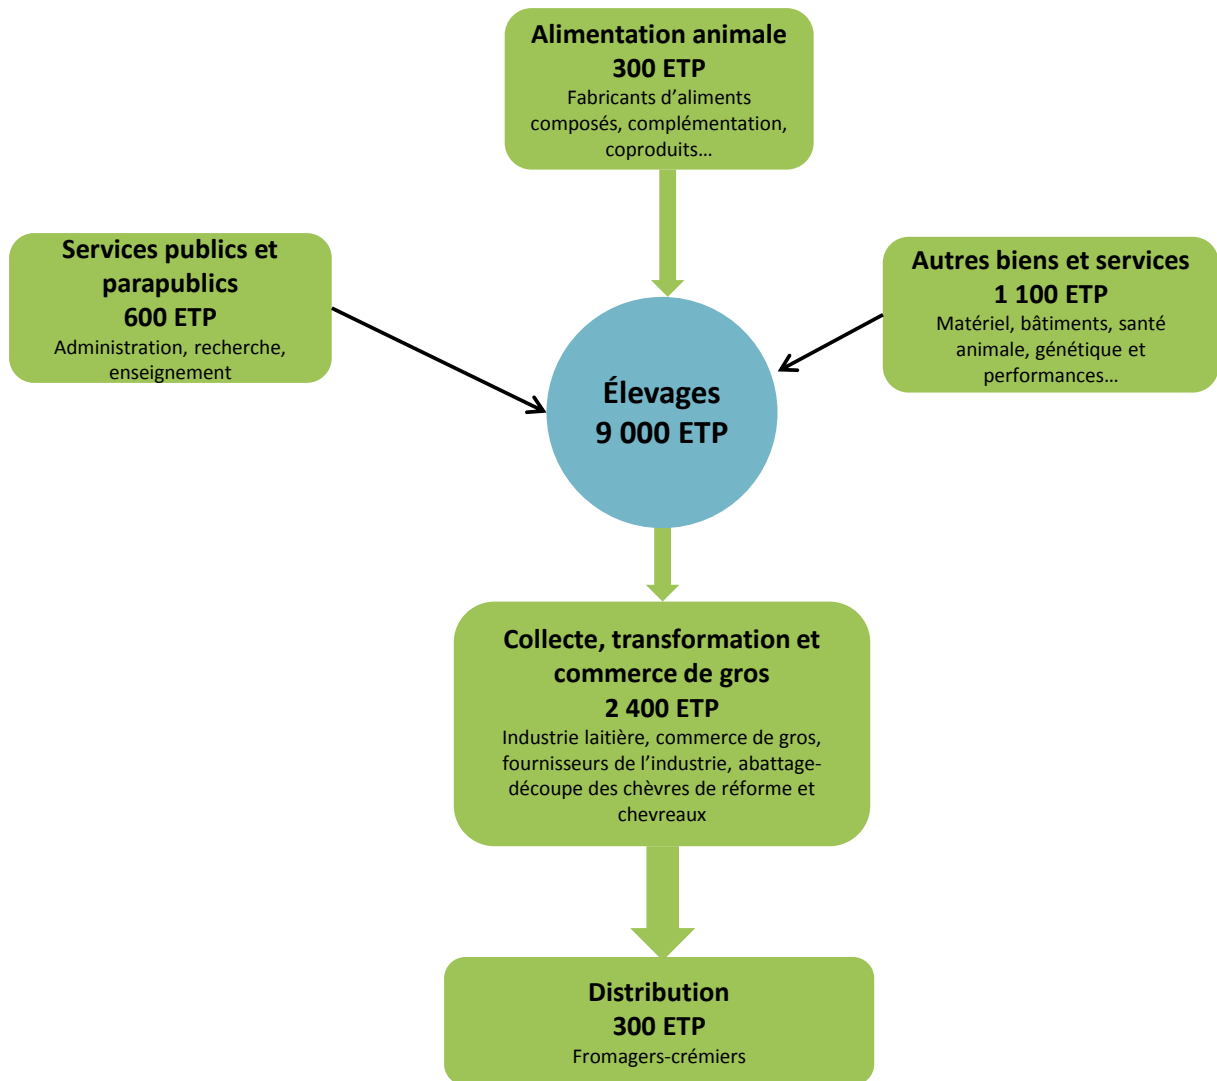 Alimentation animale
300 ETP
Fabricants d’aliments
composés, complémentation,
coproduits…
Services publics et
parapublics
600 ETP
Administration, recherche,
enseignement
Autres biens et services
1 100 ETP
Matériel, bâtiments, santé
animale, génétique et
performances…
Élevages
9 000 ETP
Collecte, transformation et
commerce de gros
2 400 ETP
Industrie laitière, commerce de gros,
fournisseurs de l’industrie, abattage-
découpe des chèvres de réforme et
chevreaux
Distribution
300 ETP
Fromagers-crémiers